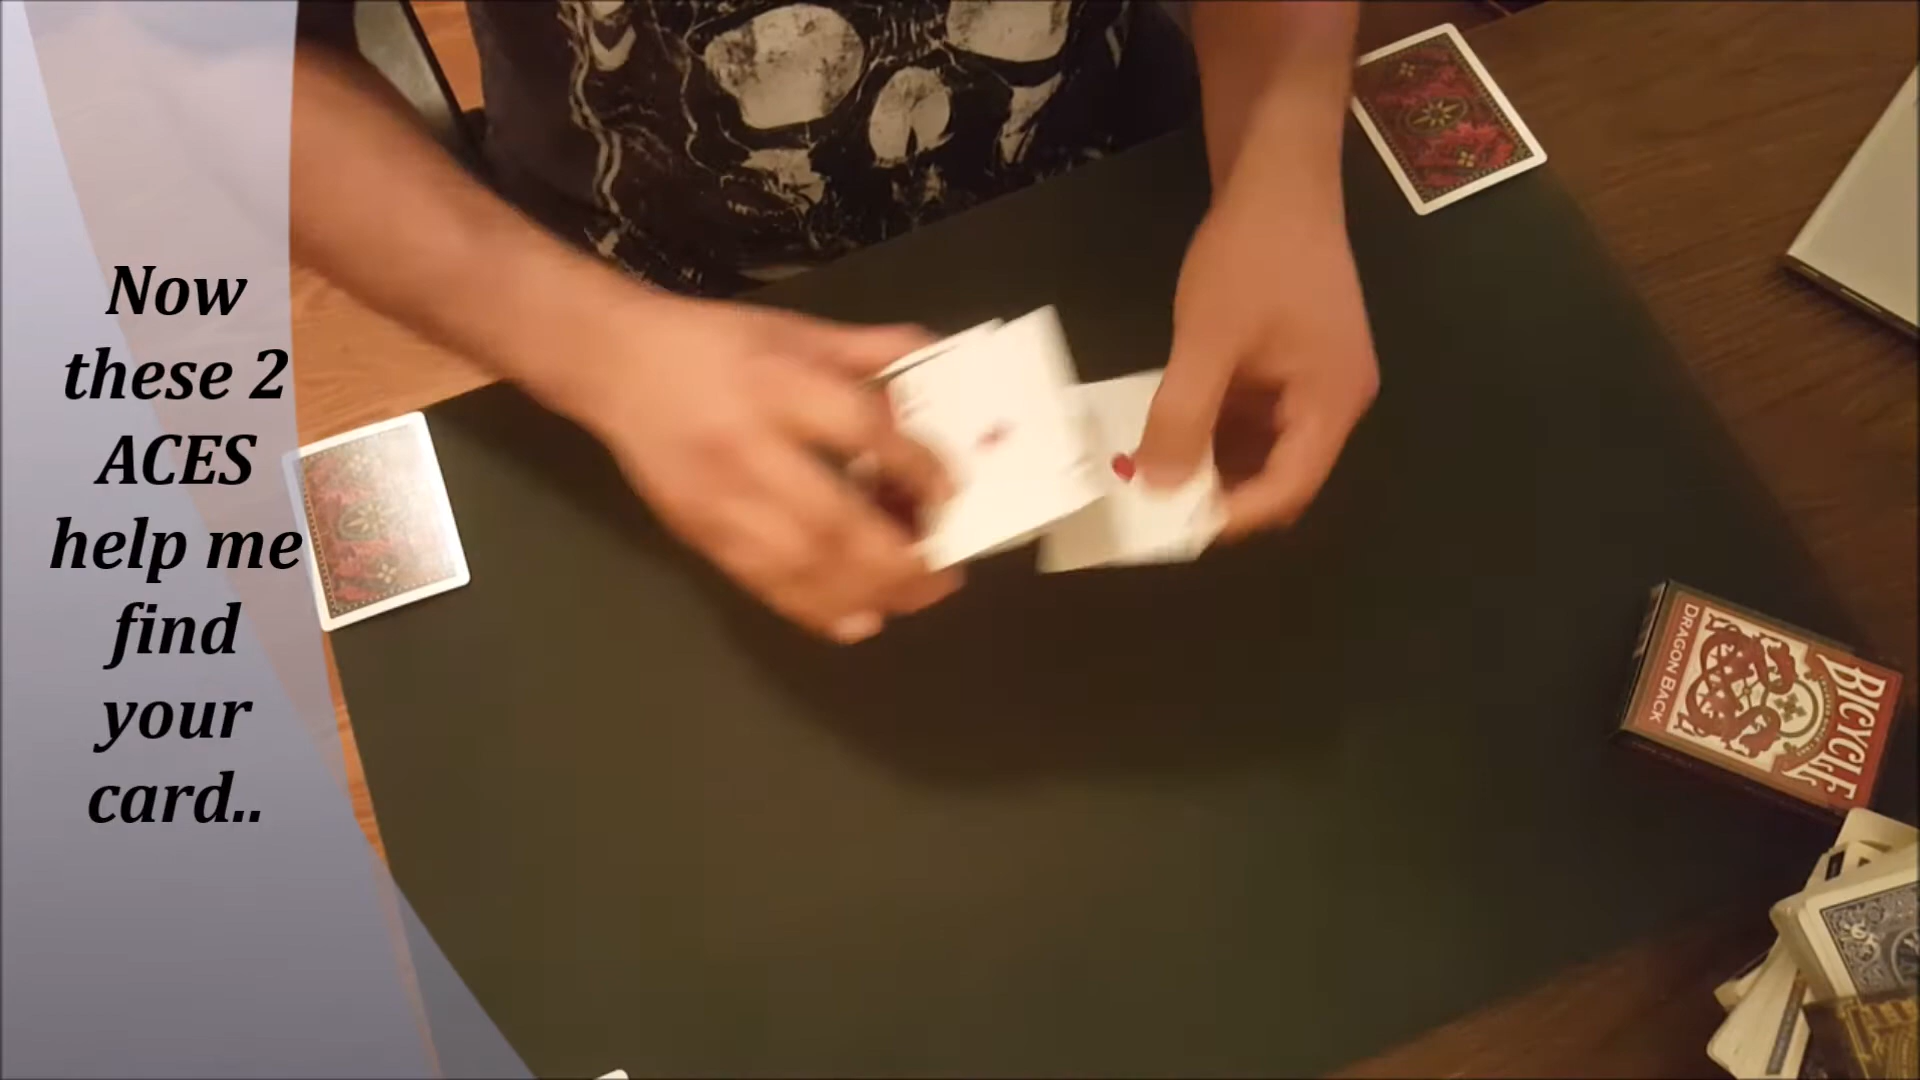 Now
these 2
ACES
help me
find
your
card..
BICYCLE
DRAGON BACK